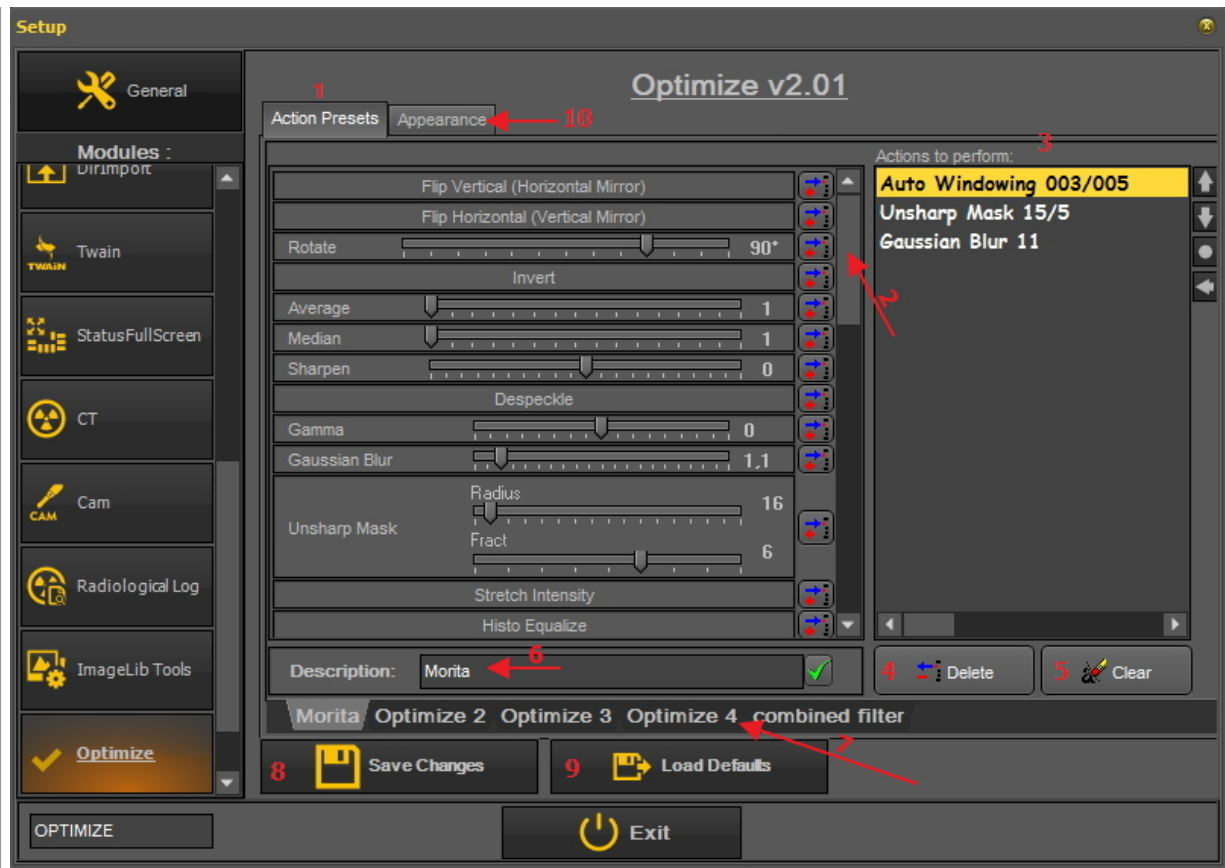 Setup
General
Modules :
DirImport
Twain
TWAIN
StatusFullScreen
CT
Cam
CAM
Radiological Log
ImageLib Tools
Optimize
OPTIMIZE
Optimize v2.01
1
Action Presets
Appearance
10
Flip Vertical (Horizontal Mirror)
Flip Horizontal (Vertical Mirror)
Rotate 90°
Invert
Average 1
Median 1
Sharpen 0
Despeckle
Gamma 0
Gaussian Blur 1,1
Unsharp Mask
Radius 16
Fract 6
Stretch Intensity
Histo Equalize
2
Actions to perform:
3
Auto Windowing 003/005
Unsharp Mask 15/5
Gaussian Blur 11
Description: Morita
6
4 Delete
5 Clear
Morita Optimize 2 Optimize 3 Optimize 4 combined filter
7
8 Save Changes
9 Load Defaults
Exit